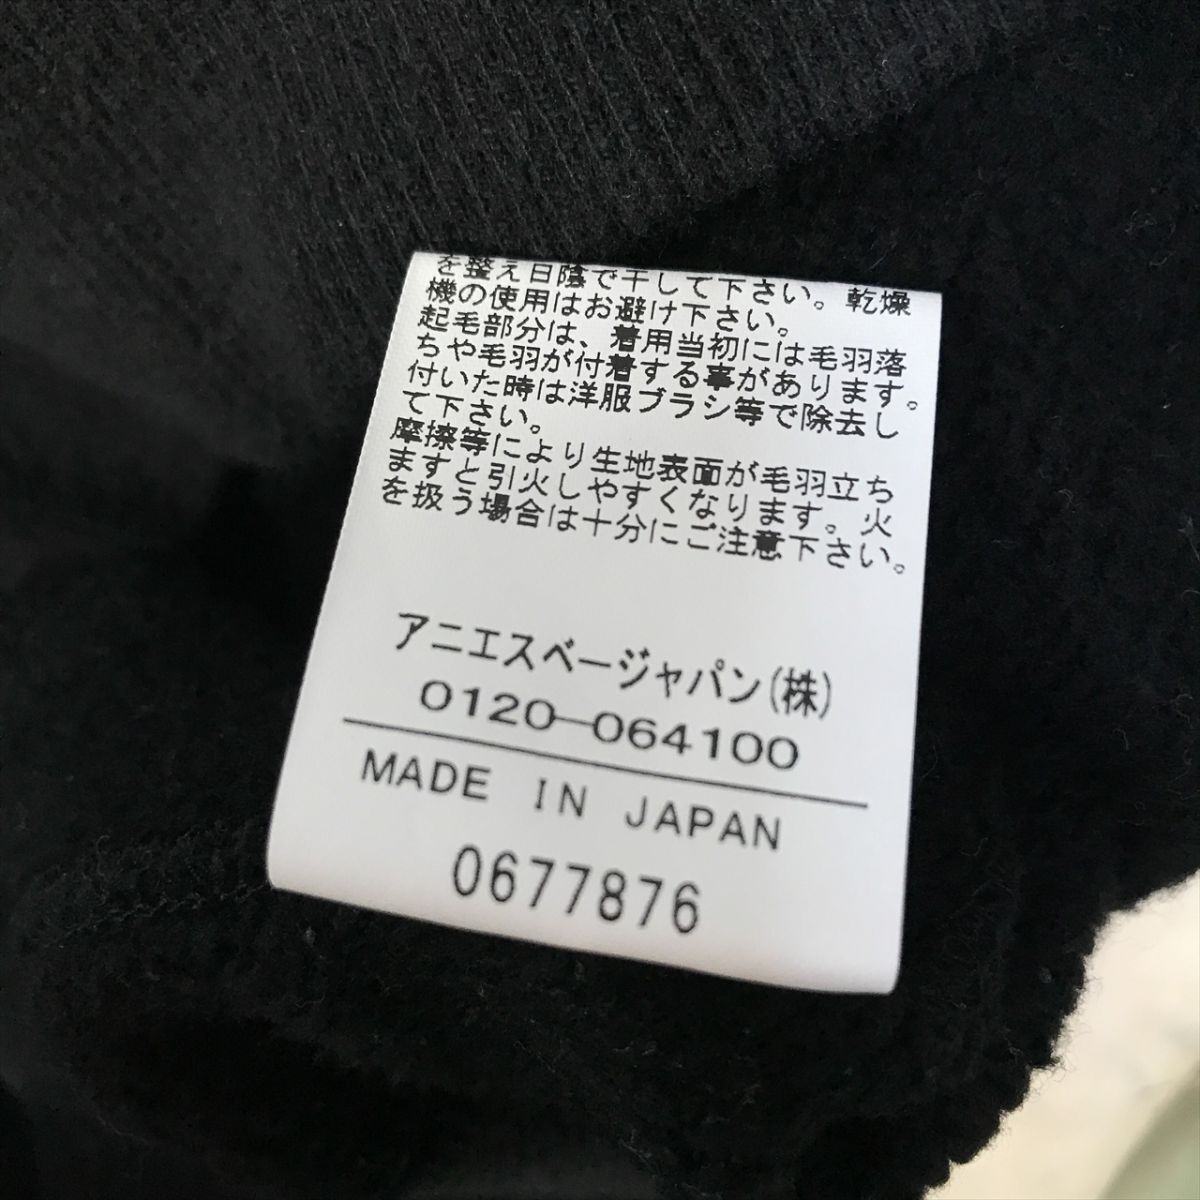 を整え日陰で干して下さい。乾燥
機の使用はお避け下さい。
起毛部分は、着用当初には毛羽落
ちや毛羽が付着する事があります。
付いた時は洋服ブラシ等で除去し
て下さい。
摩擦等により生地表面が毛羽立ち
ますと引火しやすくなります。火
を扱う場合は十分にご注意下さい。
アニエスベージャパン(株)
0120-064100
MADE IN JAPAN
0677876